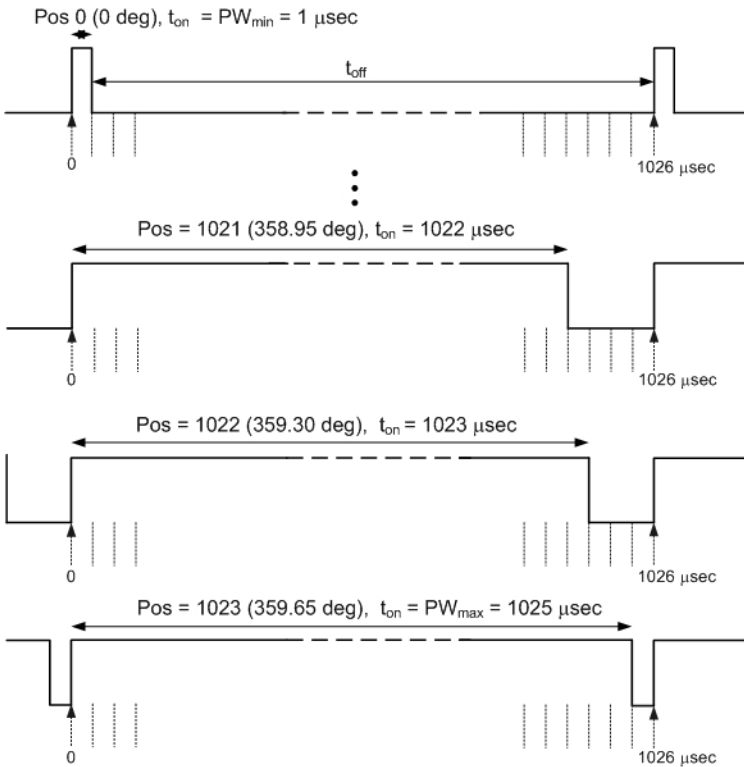 Pos 0 (0 deg), tₒₙ = PWₘᵢₙ = 1 μsec
t_off
0
1026 μsec
Pos = 1021 (358.95 deg), tₒₙ = 1022 μsec
0
1026 μsec
Pos = 1022 (359.30 deg), tₒₙ = 1023 μsec
0
1026 μsec
Pos = 1023 (359.65 deg), tₒₙ = PWₘₐₓ = 1025 μsec
0
1026 μsec